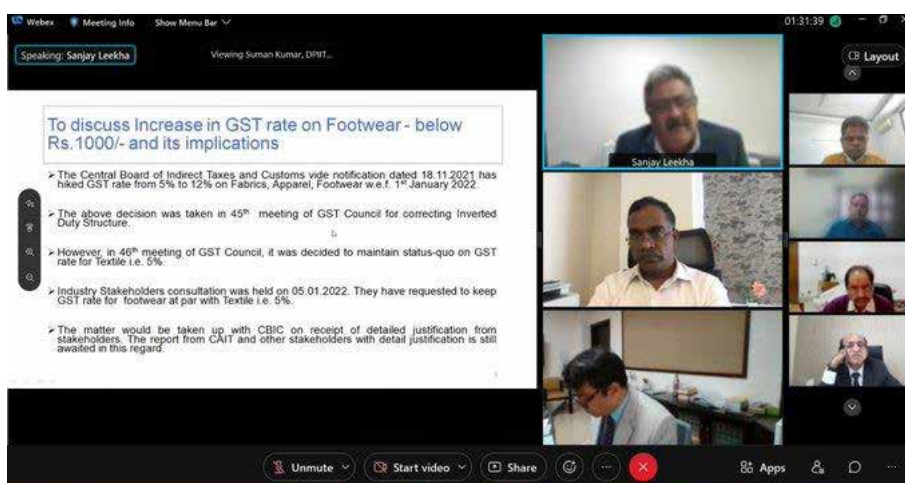 Webex
Meeting Info
Show Menu Bar
01:31:39
Speaking: Sanjay Leekha
Viewing Suman Kumar, DPIIT...
Layout
To discuss Increase in GST rate on Footwear - below
Rs.1000/- and its implications
➤ The Central Board of Indirect Taxes and Customs vide notification dated 18.11.2021 has
hiked GST rate from 5% to 12% on Fabrics, Apparel, Footwear w.e.f. 1st January 2022.
➤ The above decision was taken in 45th meeting of GST Council for correcting Inverted
Duty Structure.
➤ However, in 46th meeting of GST Council, it was decided to maintain status-quo on GST
rate for Textile i.e. 5%.
➤ Industry Stakeholders consultation was held on 05.01.2022. They have requested to keep
GST rate for footwear at par with Textile i.e. 5%.
➤ The matter would be taken up with CBIC on receipt of detailed justification from
stakeholders. The report from CAIT and other stakeholders with detail justification is still
awaited in this regard.
Sanjay Leekha
Unmute
Start video
Share
Apps